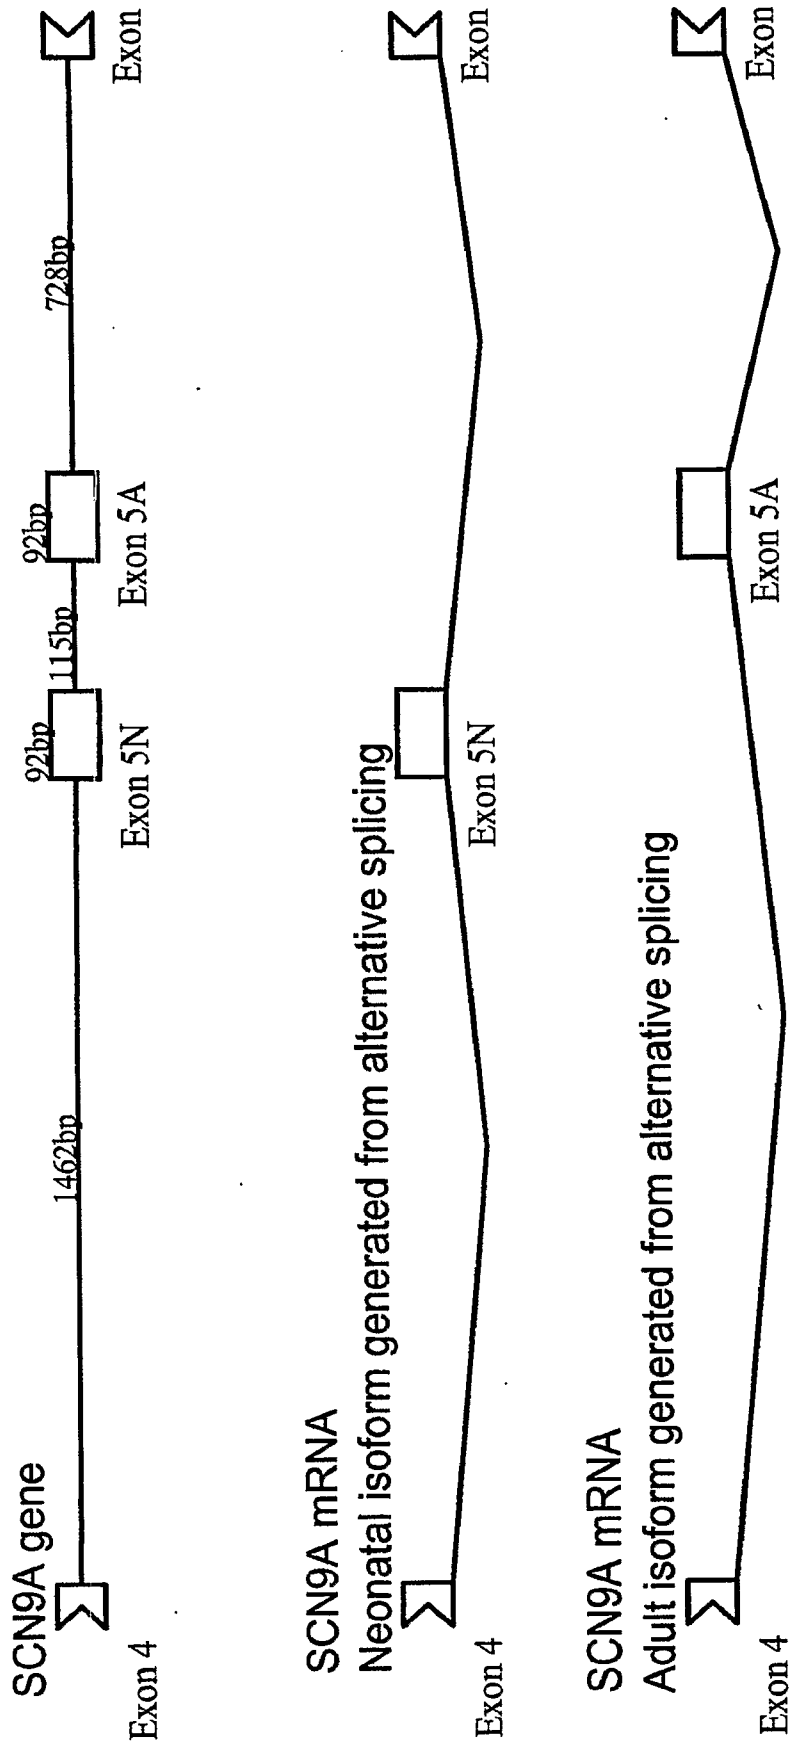 SCN9A gene
1462bp
92bp
115bp
92bp
728bp
Exon 4
Exon 5N
Exon 5A
Exon
SCN9A mRNA
Neonatal isoform generated from alternative splicing
Exon 4
Exon 5N
Exon
SCN9A mRNA
Adult isoform generated from alternative splicing
Exon 4
Exon 5A
Exon